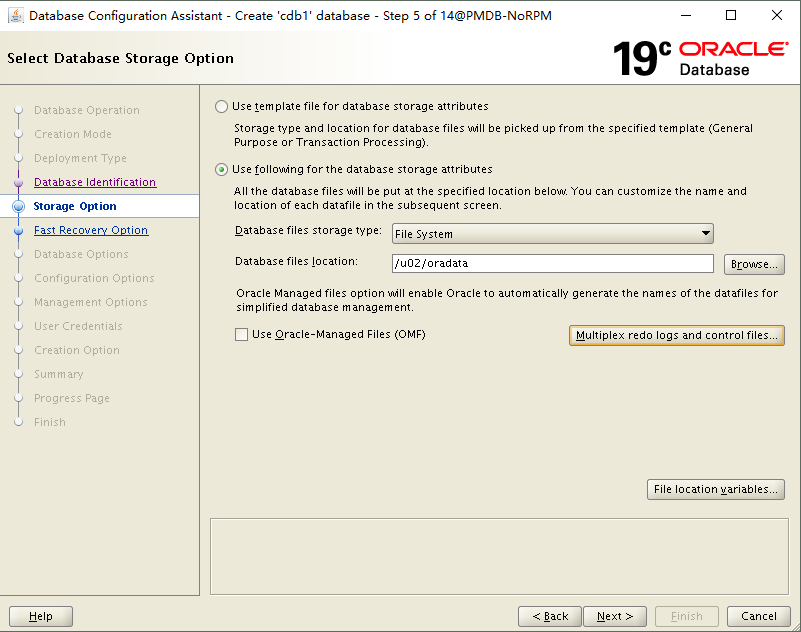 Database Configuration Assistant - Create 'cdb1' database - Step 5 of 14@PMDB-NoRPM
Select Database Storage Option
19c ORACLE
Database
Database Operation
Creation Mode
Deployment Type
Database Identification
Storage Option
Fast Recovery Option
Database Options
Configuration Options
Management Options
User Credentials
Creation Option
Summary
Progress Page
Finish
Use template file for database storage attributes
Storage type and location for database files will be picked up from the specified template (General
Purpose or Transaction Processing).
Use following for the database storage attributes
All the database files will be put at the specified location below. You can customize the name and
location of each datafile in the subsequent screen.
Database files storage type: File System
Database files location: /u02/oradata Browse...
Oracle Managed files option will enable Oracle to automatically generate the names of the datafiles for
simplified database management.
Use Oracle-Managed Files (OMF) Multiplex redo logs and control files...
File location variables...
Help < Back Next > Finish Cancel